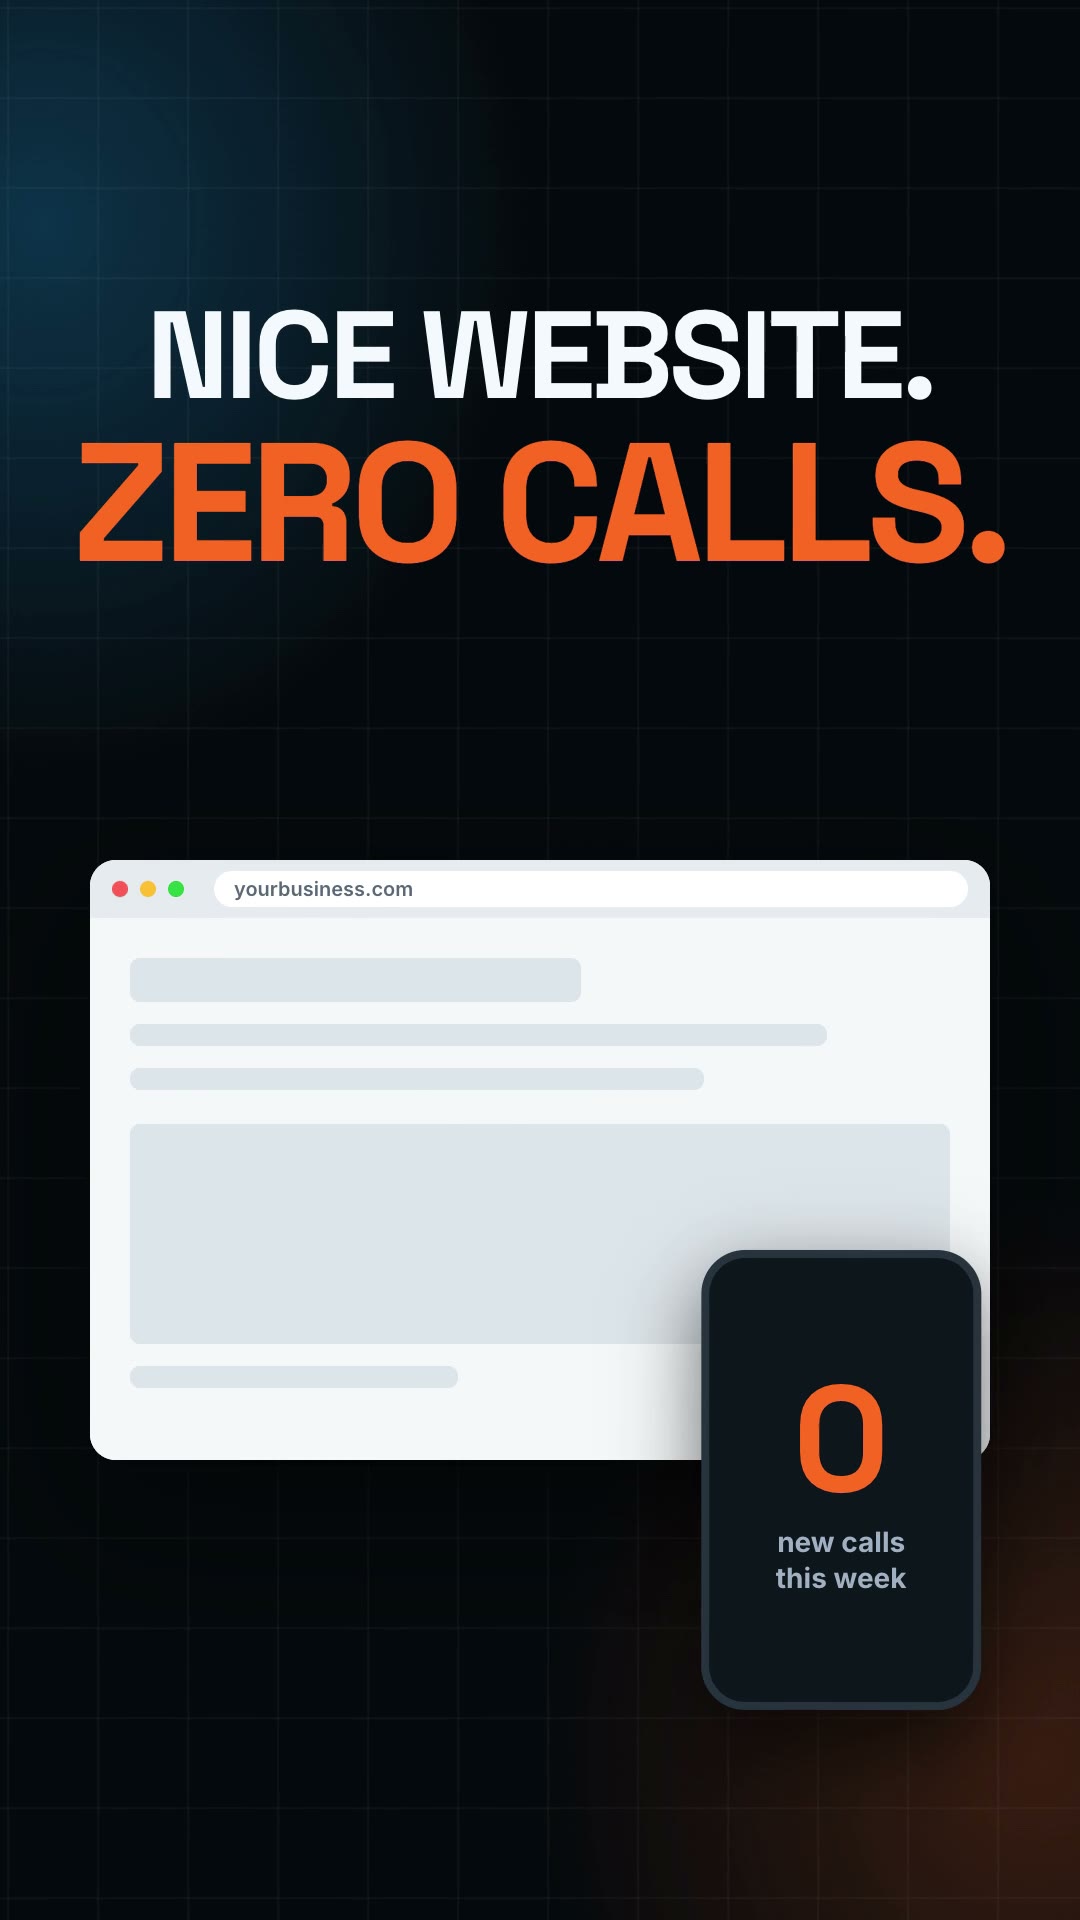 NICE WEBSITE.
ZERO CALLS.
yourbusiness.com
0
new calls
this week